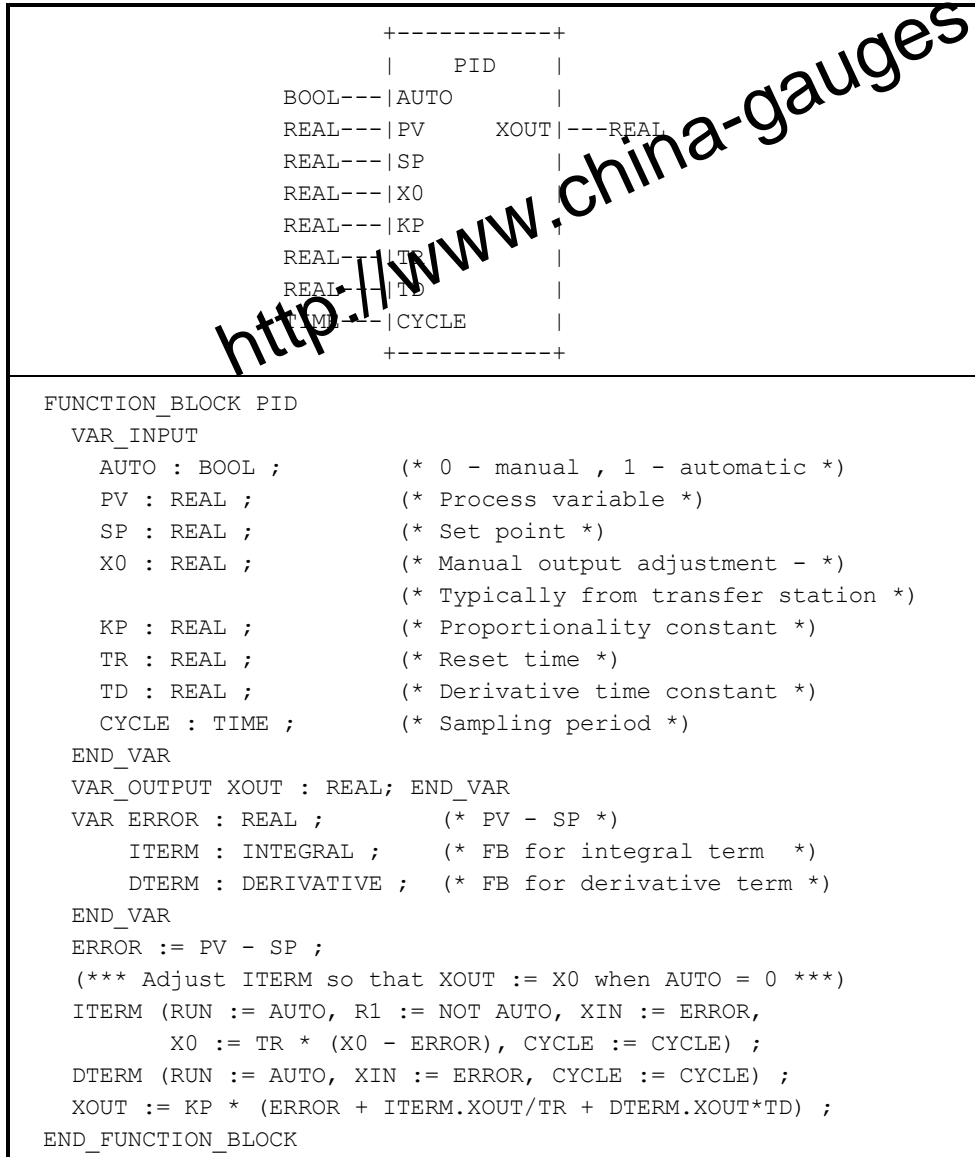 +-----------+
|    PID    |
BOOL---|AUTO       |
REAL---|PV     XOUT|---REAL
REAL---|SP         |
REAL---|X0         |
REAL---|KP         |
REAL---|TR         |
REAL---|TD         |
TIME---|CYCLE      |
+-----------+
http://www.china-gauges
FUNCTION_BLOCK PID
VAR_INPUT
AUTO : BOOL ; (* 0 - manual , 1 - automatic *)
PV : REAL ; (* Process variable *)
SP : REAL ; (* Set point *)
X0 : REAL ; (* Manual output adjustment - *)
(* Typically from transfer station *)
KP : REAL ; (* Proportionality constant *)
TR : REAL ; (* Reset time *)
TD : REAL ; (* Derivative time constant *)
CYCLE : TIME ; (* Sampling period *)
END_VAR
VAR_OUTPUT XOUT : REAL; END_VAR
VAR ERROR : REAL ; (* PV - SP *)
ITERM : INTEGRAL ; (* FB for integral term  *)
DTERM : DERIVATIVE ; (* FB for derivative term *)
END_VAR
ERROR := PV - SP ;
(*** Adjust ITERM so that XOUT := X0 when AUTO = 0 ***)
ITERM (RUN := AUTO, R1 := NOT AUTO, XIN := ERROR,
X0 := TR * (X0 - ERROR), CYCLE := CYCLE) ;
DTERM (RUN := AUTO, XIN := ERROR, CYCLE := CYCLE) ;
XOUT := KP * (ERROR + ITERM.XOUT/TR + DTERM.XOUT*TD) ;
END_FUNCTION_BLOCK